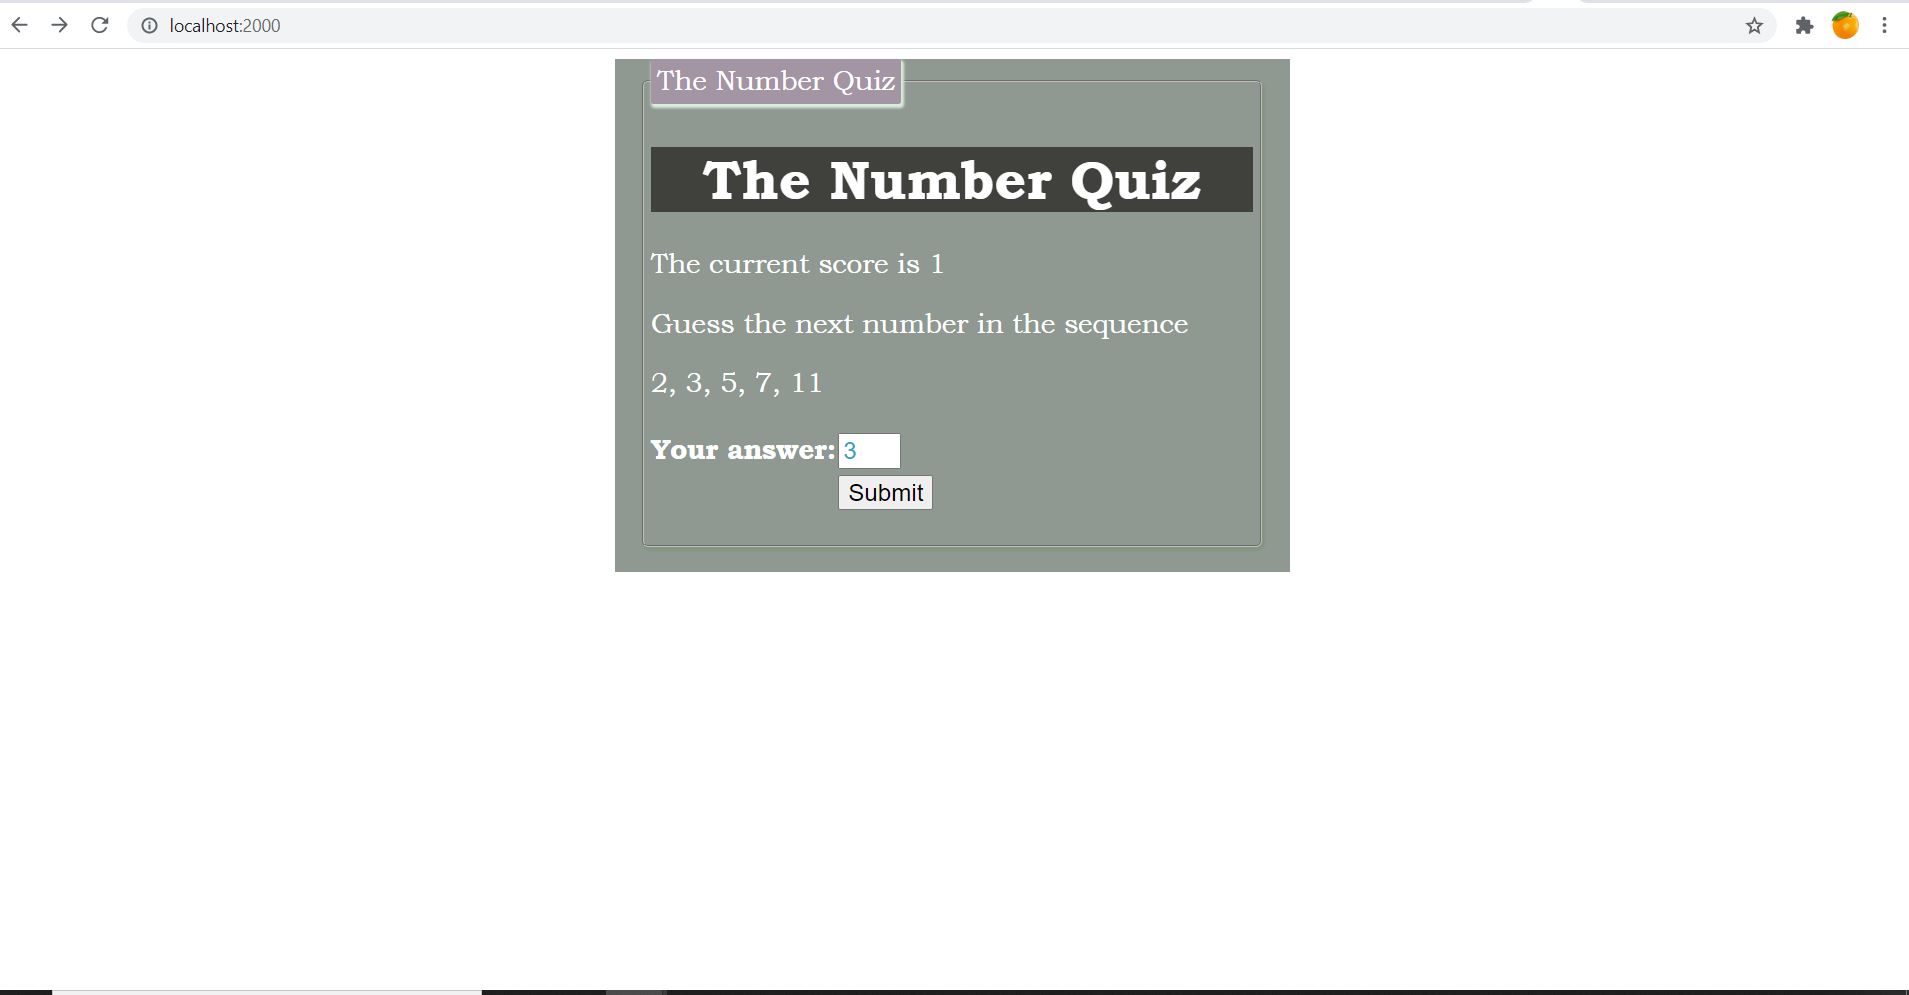 localhost:2000
The Number Quiz
The Number Quiz
The current score is 1
Guess the next number in the sequence
2, 3, 5, 7, 11
Your answer: 3
Submit